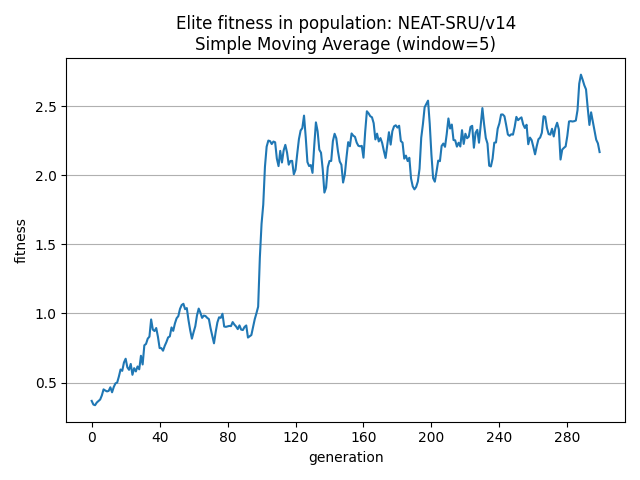 Elite fitness in population: NEAT-SRU/v14
Simple Moving Average (window=5)
2.5
2.0
1.5
1.0
0.5
fitness
0 40 80 120 160 200 240 280
generation